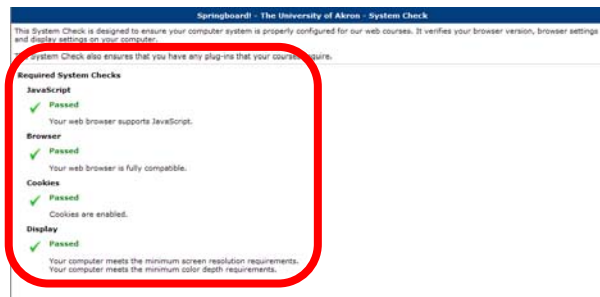 Springboard! - The University of Akron - System Check
This System Check is designed to ensure your computer system is properly configured for our web courses. It verifies your browser version, browser settings
and display settings on your computer.
System Check also ensures that you have any plug-ins that your courses require.
Required System Checks
JavaScript
Passed
Your web browser supports JavaScript.
Browser
Passed
Your web browser is fully compatible.
Cookies
Passed
Cookies are enabled.
Display
Passed
Your computer meets the minimum screen resolution requirements.
Your computer meets the minimum color depth requirements.